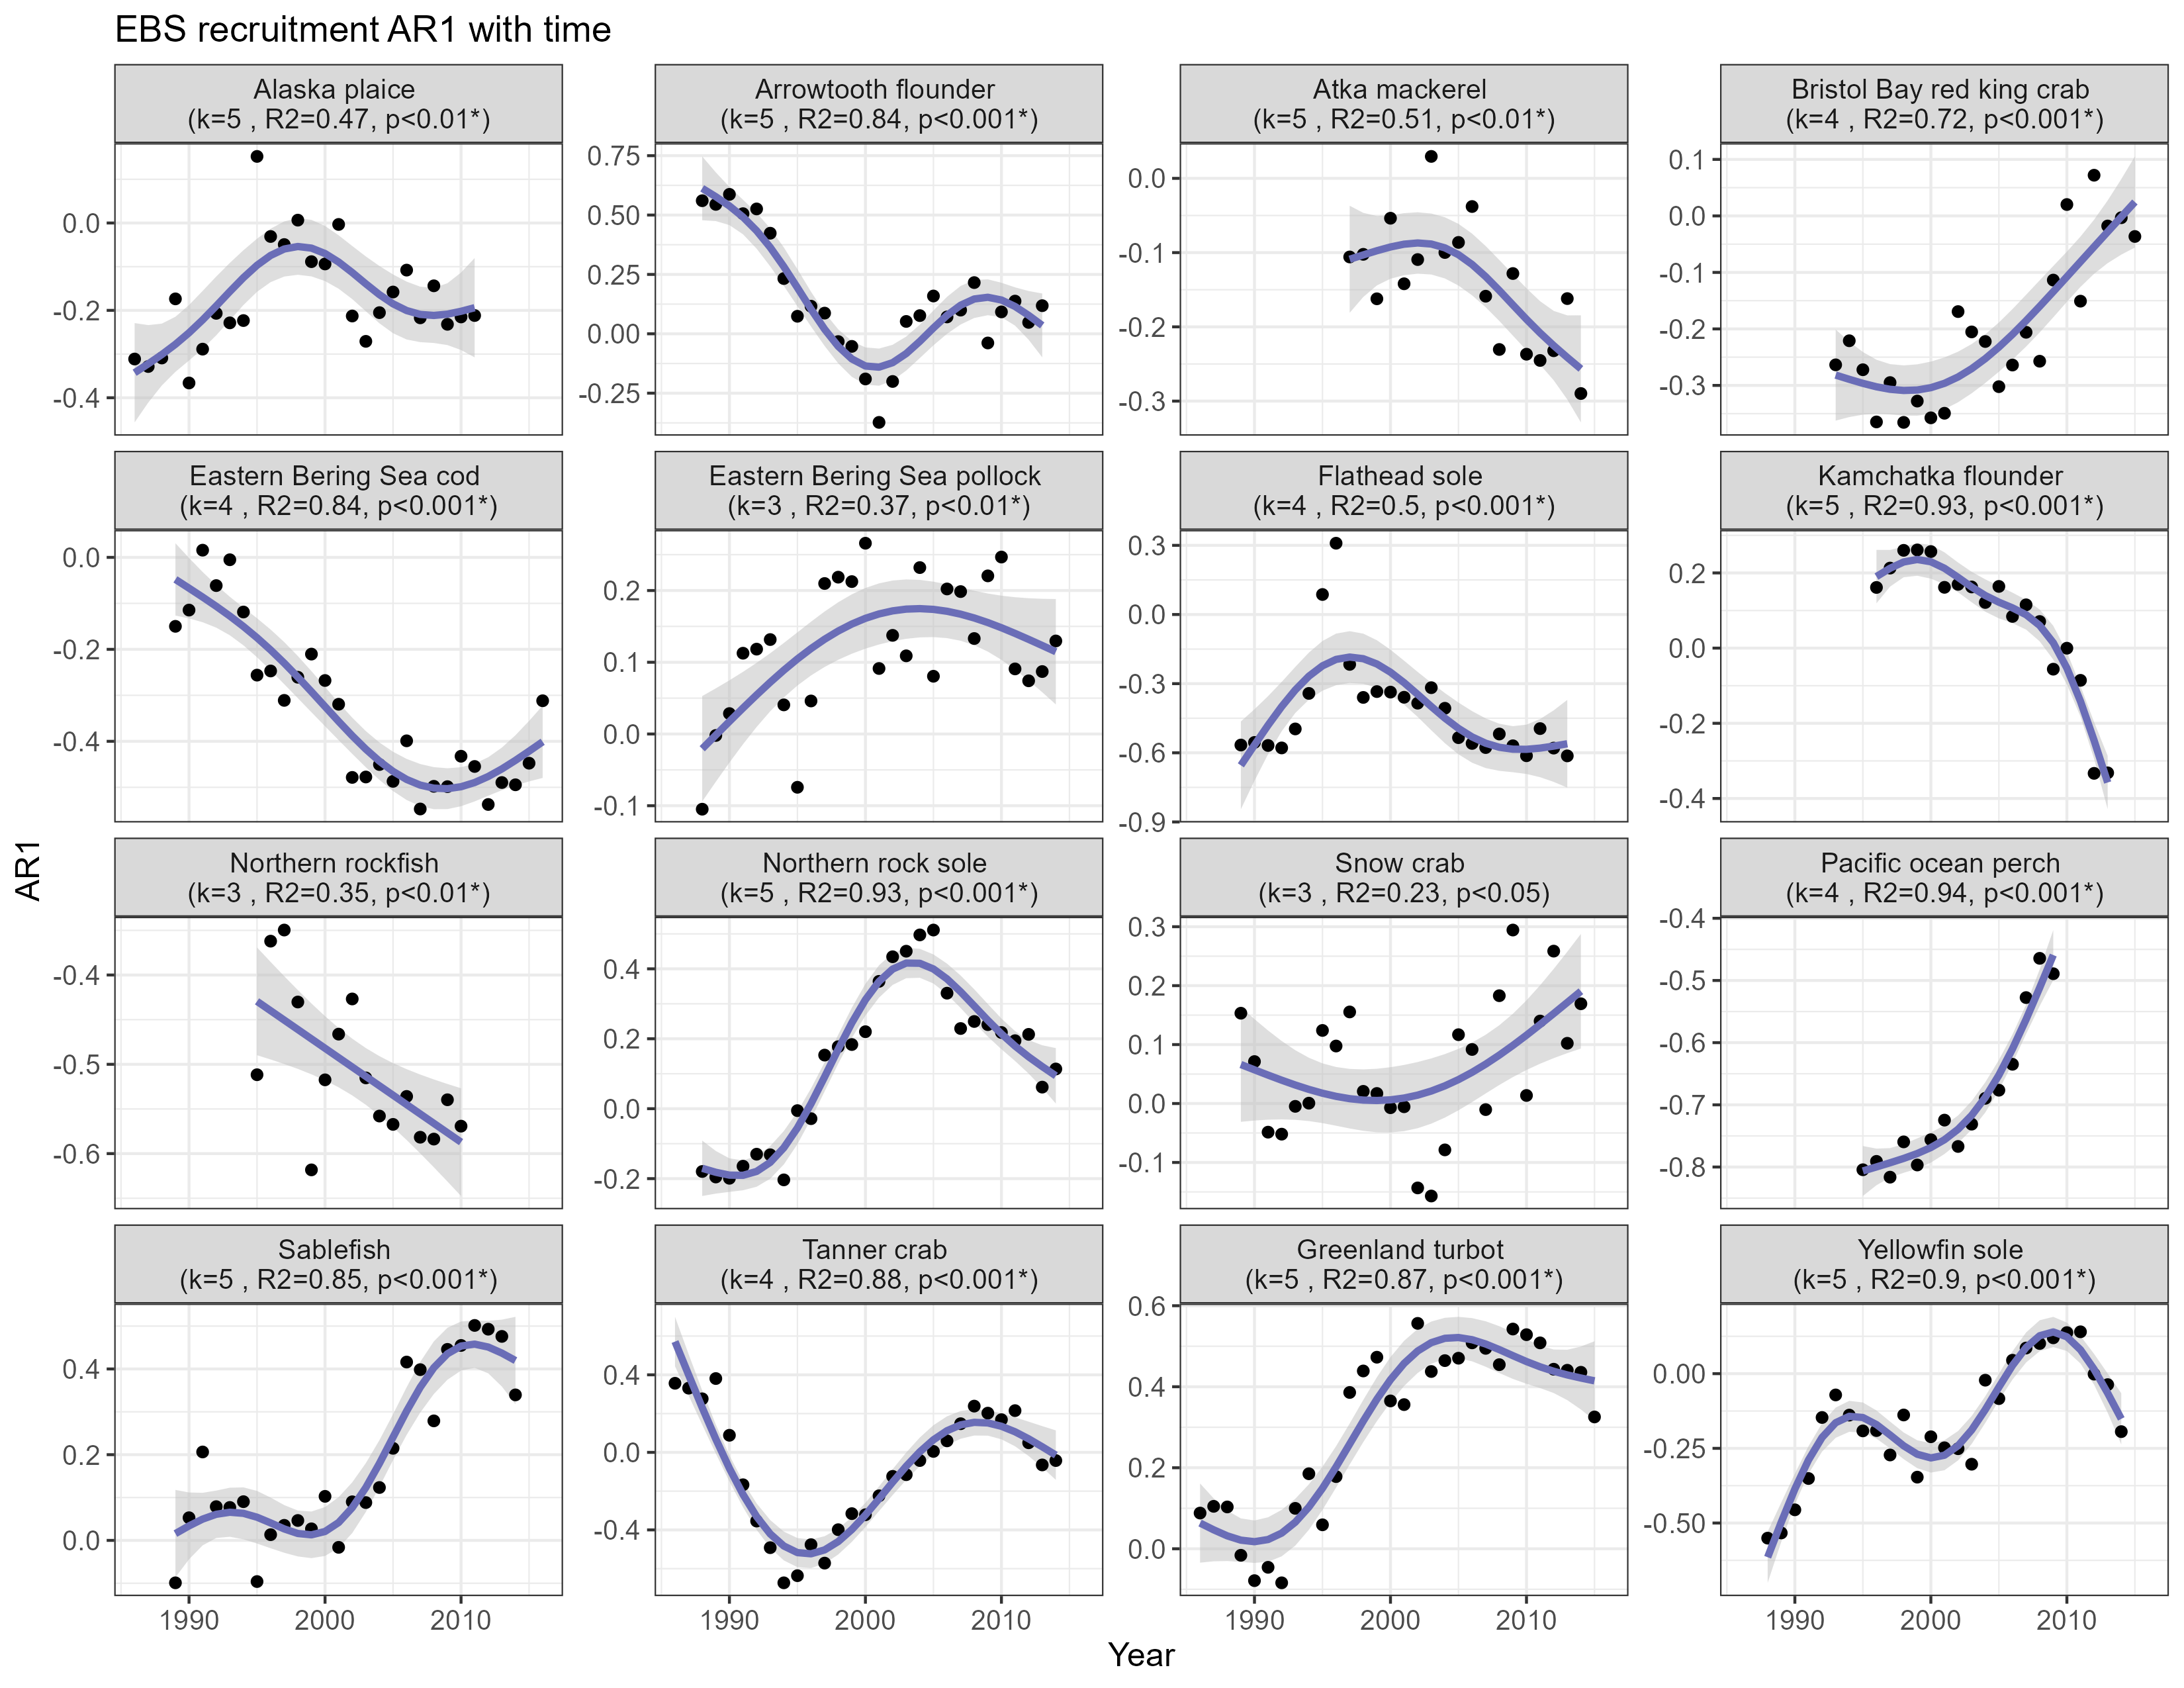 EBS recruitment AR1 with time
Alaska plaice
(k=5 , R2=0.47, p<0.01*)
Arrowtooth flounder
(k=5 , R2=0.84, p<0.001*)
Atka mackerel
(k=5 , R2=0.51, p<0.01*)
Bristol Bay red king crab
(k=4 , R2=0.72, p<0.001*)
0.0
-0.2
-0.4
0.75
0.50
0.25
0.00
-0.25
0.0
-0.1
-0.2
-0.3
0.1
0.0
-0.1
-0.2
-0.3
Eastern Bering Sea cod
(k=4 , R2=0.84, p<0.001*)
Eastern Bering Sea pollock
(k=3 , R2=0.37, p<0.01*)
Flathead sole
(k=4 , R2=0.5, p<0.001*)
Kamchatka flounder
(k=5 , R2=0.93, p<0.001*)
0.0
-0.2
-0.4
0.2
0.1
0.0
-0.1
0.3
0.0
-0.3
-0.6
-0.9
0.2
0.0
-0.2
-0.4
AR1
Northern rockfish
(k=3 , R2=0.35, p<0.01*)
Northern rock sole
(k=5 , R2=0.93, p<0.001*)
Snow crab
(k=3 , R2=0.23, p<0.05)
Pacific ocean perch
(k=4 , R2=0.94, p<0.001*)
-0.4
-0.5
-0.6
0.4
0.2
0.0
-0.2
0.3
0.2
0.1
0.0
-0.1
-0.4
-0.5
-0.6
-0.7
-0.8
Sablefish
(k=5 , R2=0.85, p<0.001*)
Tanner crab
(k=4 , R2=0.88, p<0.001*)
Greenland turbot
(k=5 , R2=0.87, p<0.001*)
Yellowfin sole
(k=5 , R2=0.9, p<0.001*)
0.4
0.2
0.0
0.4
0.0
-0.4
0.6
0.4
0.2
0.0
0.00
-0.25
-0.50
1990 2000 2010
1990 2000 2010
1990 2000 2010
1990 2000 2010
Year